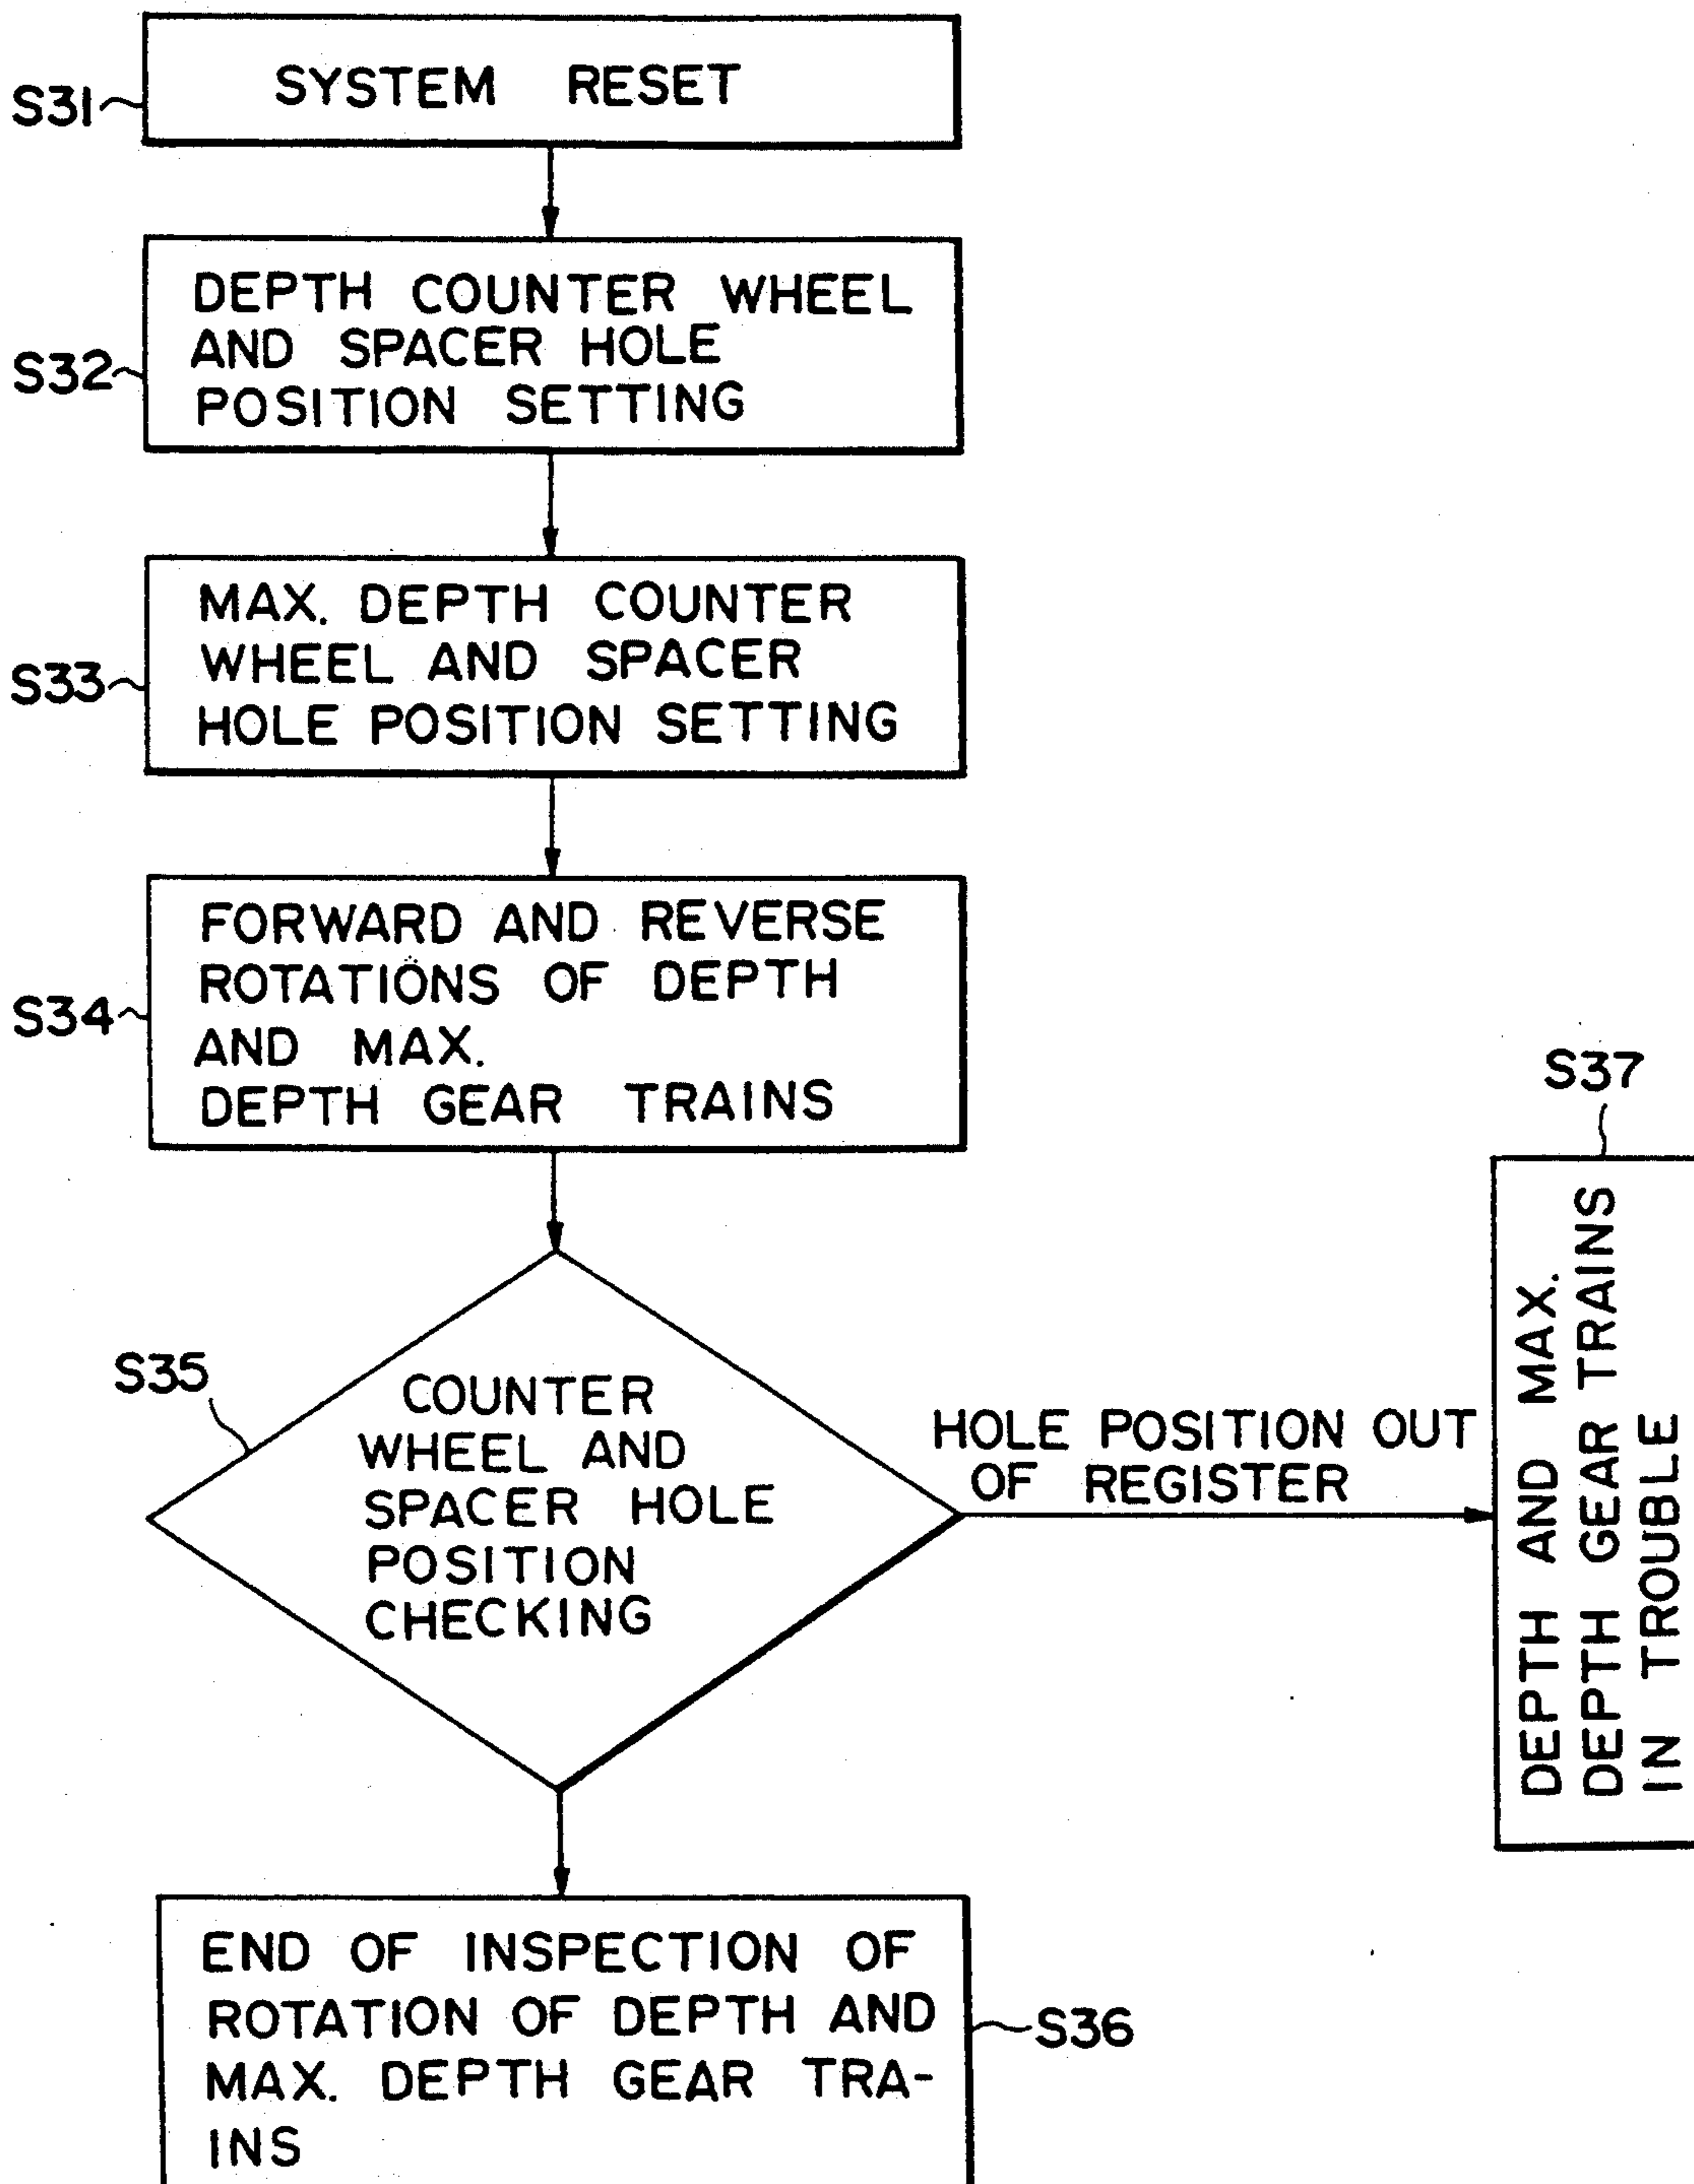 S31
SYSTEM RESET
S32
DEPTH COUNTER WHEEL
AND SPACER HOLE
POSITION SETTING
S33
MAX. DEPTH COUNTER
WHEEL AND SPACER
HOLE POSITION SETTING
S34
FORWARD AND REVERSE
ROTATIONS OF DEPTH
AND MAX.
DEPTH GEAR TRAINS
S35
COUNTER
WHEEL AND
SPACER HOLE
POSITION
CHECKING
HOLE POSITION OUT
OF REGISTER
S37
DEPTH AND MAX.
DEPTH GEAR TRAINS
IN TROUBLE
END OF INSPECTION OF
ROTATION OF DEPTH AND
MAX. DEPTH GEAR TRA-
INS
S36